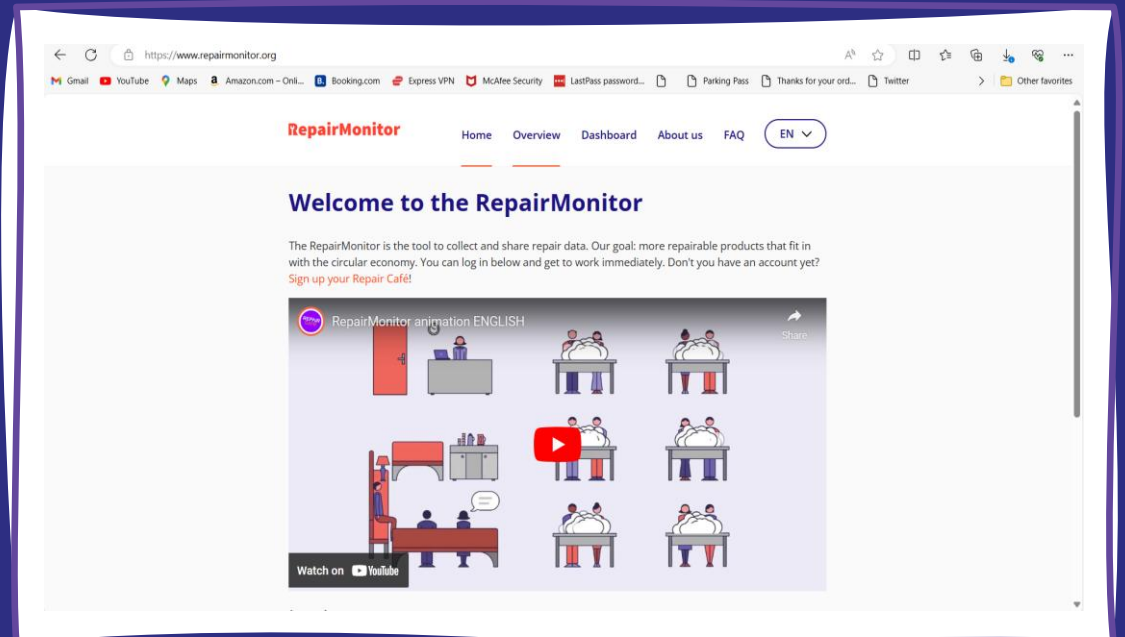 https://www.repairmonitor.org
Gmail YouTube Maps Amazon.com – Onli... Booking.com Express VPN McAfee Security LastPass password... Parking Pass Thanks for your ord... Twitter Other favorites
RepairMonitor Home Overview Dashboard About us FAQ EN
Welcome to the RepairMonitor
The RepairMonitor is the tool to collect and share repair data. Our goal: more repairable products that fit in
with the circular economy. You can log in below and get to work immediately. Don't you have an account yet?
Sign up your Repair Café!
RepairMonitor animation ENGLISH
Share
Watch on YouTube